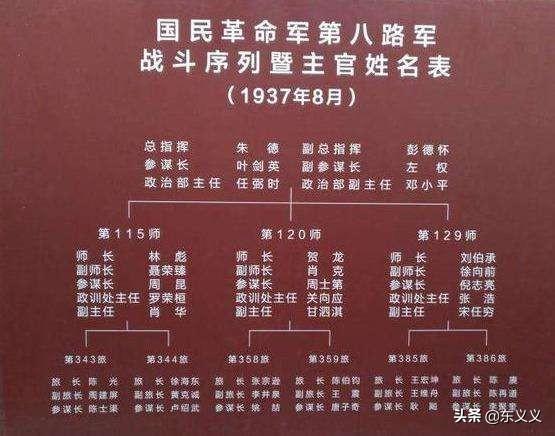 国民革命军第八路军
战斗序列暨主官姓名表
（1937年8月）
总指挥 朱德 副总指挥 彭德怀
参谋长 叶剑英 副参谋长 左权
政治部主任 任弼时 政治部副主任 邓小平
第115师 第120师 第129师
师长 林彪 师长 贺龙 师长 刘伯承
副师长 聂荣臻 副师长 肖克 副师长 徐向前
参谋长 周昆 参谋长 周士第 参谋长 倪志亮
政训处主任 罗荣桓 政训处主任 关向应 政训处主任 张浩
副主任 肖华 副主任 甘泗淇 副主任 宋任穷
第343旅 第344旅 第358旅 第359旅 第385旅 第386旅
旅长 陈光 旅长 徐海东 旅长 张宗逊 旅长 陈伯钧 旅长 王宏坤 旅长 陈赓
副旅长 周建屏 副旅长 黄克诚 副旅长 李井泉 副旅长 王震 副旅长 王维舟 副旅长 陈再道
参谋长 陈士渠 参谋长 卢绍武 参谋长 姚喆 参谋长 唐子奇 参谋长 耿飚 参谋长 李聚奎
头条 @东义义